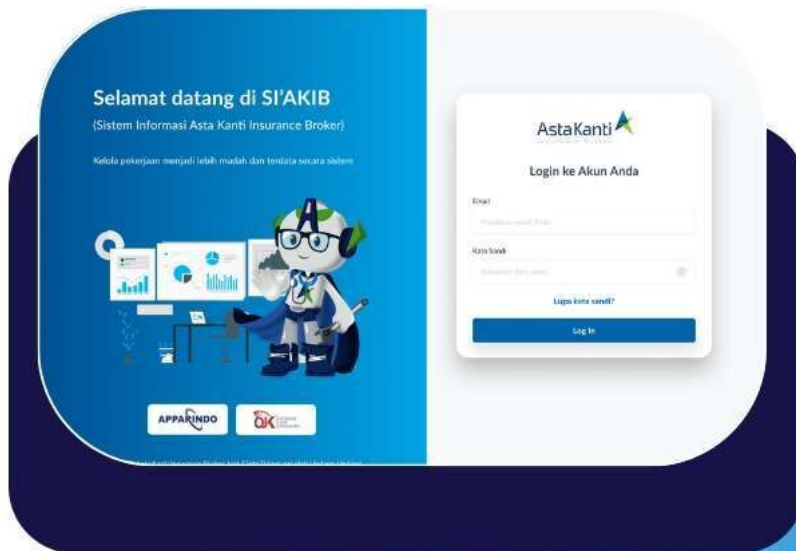 Selamat datang di SI'AKIB
(Sistem Informasi Asta Kanti Insurance Broker)
Kelola pekerjaan menjadi lebih mudah dan terdata secara sistem
APPARINDO
OJK
AstaKanti
Login ke Akun Anda
Email
Kata Sandi
Lupa kata sandi?
Log In